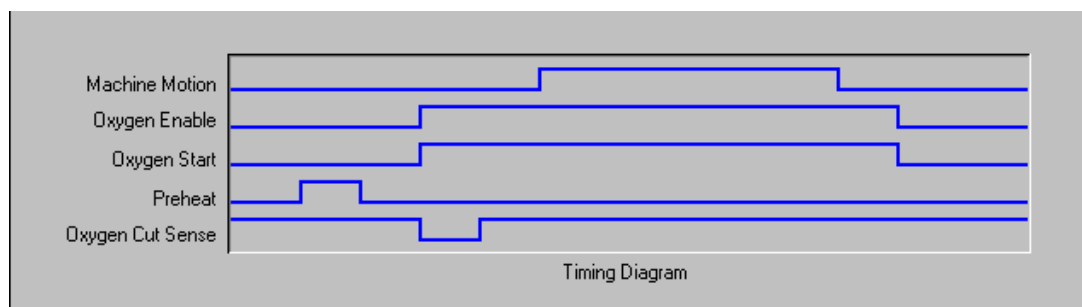 Machine Motion
Oxygen Enable
Oxygen Start
Preheat
Oxygen Cut Sense
Timing Diagram